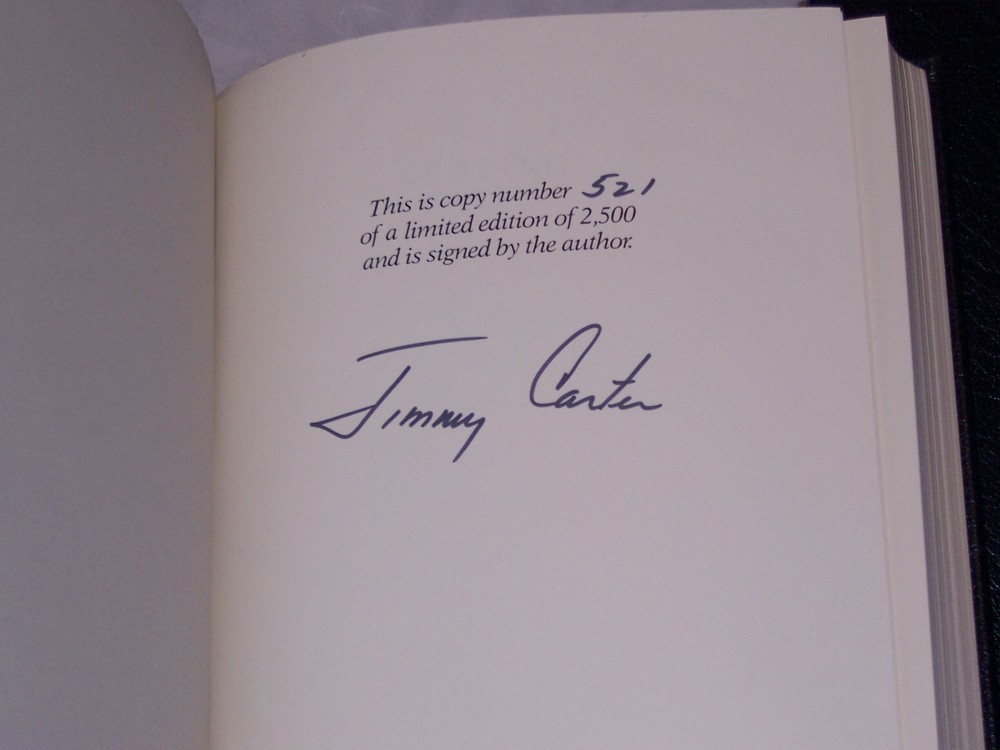 This is copy number 521
of a limited edition of 2,500
and is signed by the author.
Jimmy Carter